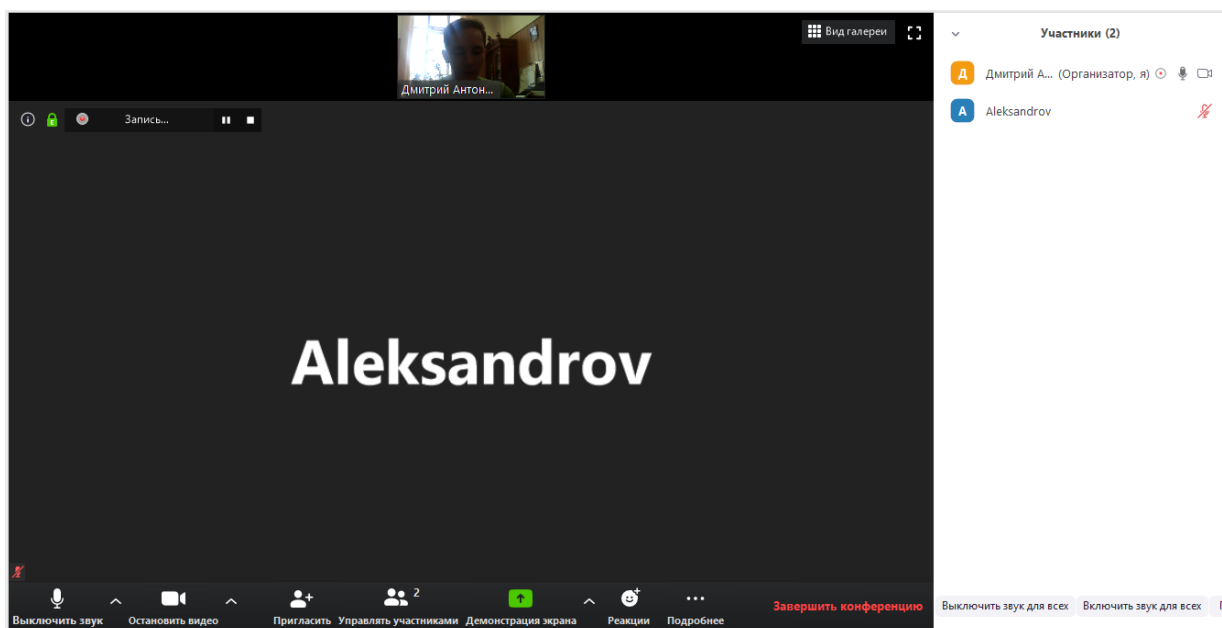 Вид галереи
Дмитрий Антон...
Запись...
Aleksandrov
2
Выключить звук
Остановить видео
Пригласить
Управлять участниками
Демонстрация экрана
Реакции
Подробнее
Завершить конференцию
Участники (2)
Д
Дмитрий А... (Организатор, я)
A
Aleksandrov
Выключить звук для всех
Включить звук для всех